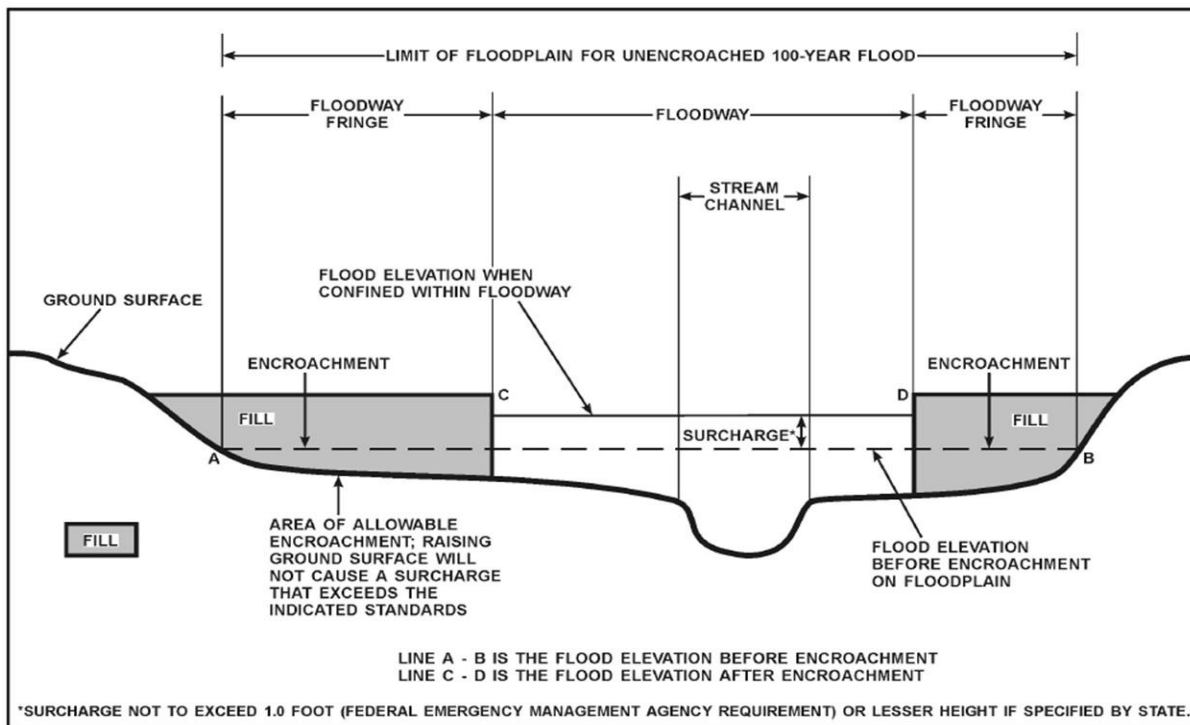 LIMIT OF FLOODPLAIN FOR UNENCROACHED 100-YEAR FLOOD
FLOODWAY
FRINGE
FLOODWAY
FLOODWAY
FRINGE
STREAM
CHANNEL
FLOOD ELEVATION WHEN
CONFINED WITHIN FLOODWAY
GROUND SURFACE
ENCROACHMENT
ENCROACHMENT
C
D
FILL
FILL
SURCHARGE*
A
B
AREA OF ALLOWABLE
ENCROACHMENT; RAISING
GROUND SURFACE WILL
NOT CAUSE A SURCHARGE
THAT EXCEEDS THE
INDICATED STANDARDS
FILL
FLOOD ELEVATION
BEFORE ENCROACHMENT
ON FLOODPLAIN
LINE A - B IS THE FLOOD ELEVATION BEFORE ENCROACHMENT
LINE C - D IS THE FLOOD ELEVATION AFTER ENCROACHMENT
*SURCHARGE NOT TO EXCEED 1.0 FOOT (FEDERAL EMERGENCY MANAGEMENT AGENCY REQUIREMENT) OR LESSER HEIGHT IF SPECIFIED BY STATE.